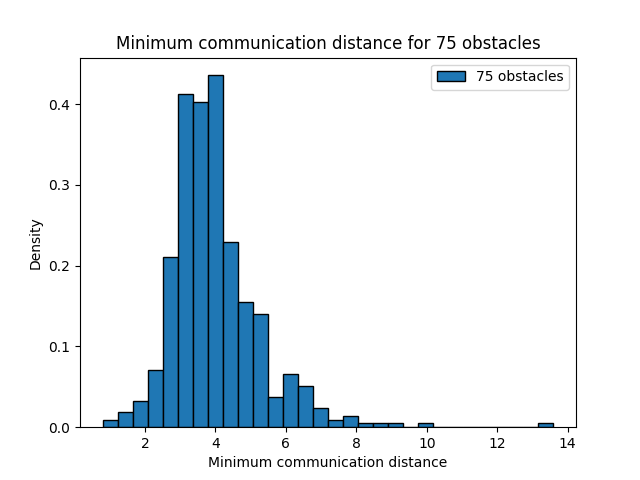 Minimum communication distance for 75 obstacles
75 obstacles
Density
0.4
0.3
0.2
0.1
0.0
2 4 6 8 10 12 14
Minimum communication distance